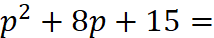 p² + 8p + 15 =